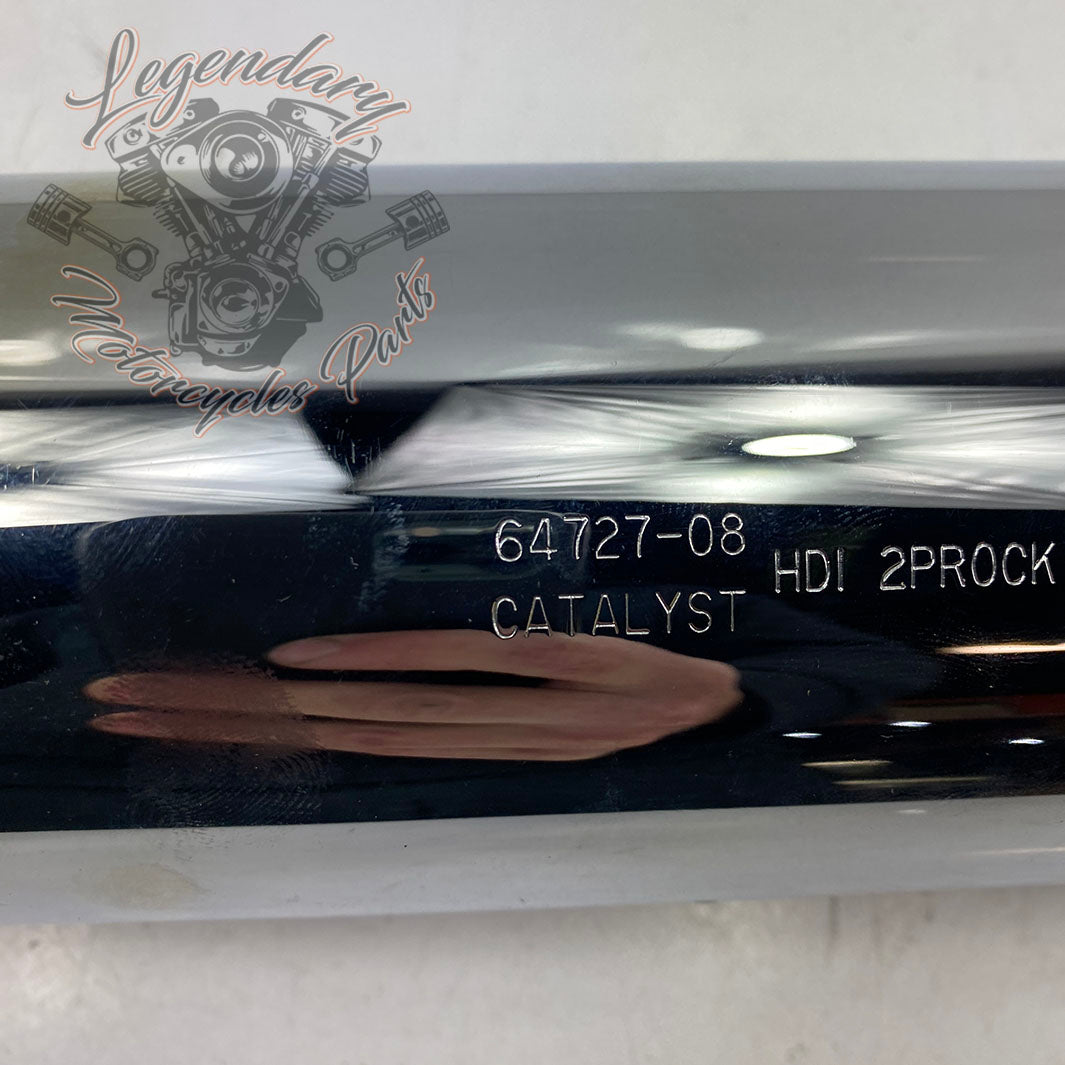 Legendary
Motorcycles Parts
64727-08
CATALYST
HDI 2PROCK